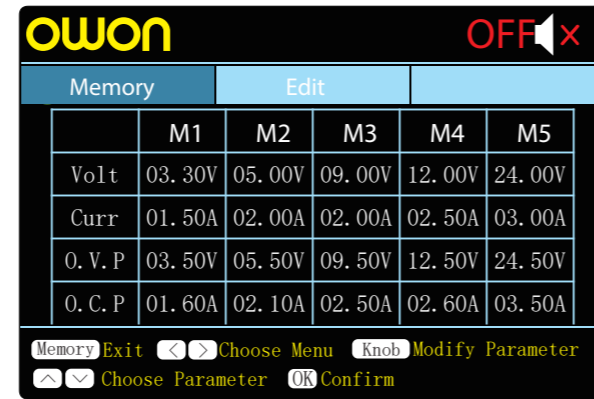 owon OFF
Memory Edit
M1 M2 M3 M4 M5
Volt 03.30V 05.00V 09.00V 12.00V 24.00V
Curr 01.50A 02.00A 02.00A 02.50A 03.00A
O.V.P 03.50V 05.50V 09.50V 12.50V 24.50V
O.C.P 01.60A 02.10A 02.50A 02.60A 03.50A
Memory Exit < > Choose Menu Knob Modify Parameter
Choose Parameter OK Confirm